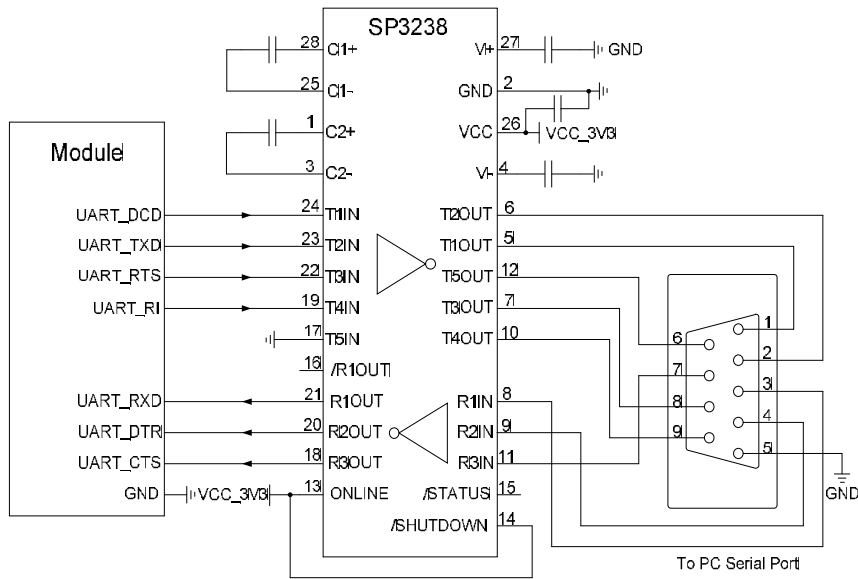 SP3238
28 C1+ V+ 27 GND
25 C1- GND 2
1 C2+ VCC 26 VCC_3V3
3 C2- V- 4
Module
UART_DCD 24 T1IN T2OUT 6
UART_TXD 23 T2IN T1OUT 5
UART_RTS 22 T3IN T5OUT 12
UART_RI 19 T4IN T3OUT 7
17 T5IN T4OUT 10
16 /R1OUT
UART_RXD 21 R1OUT R1IN 8
UART_DTR 20 R2OUT R2IN 9
UART_CTS 18 R3OUT R3IN 11
GND VCC_3V3 13 ONLINE /STATUS 15
/SHUTDOWN 14
1
6
2
7
3
8
4
9
5
GND
To PC Serial Port